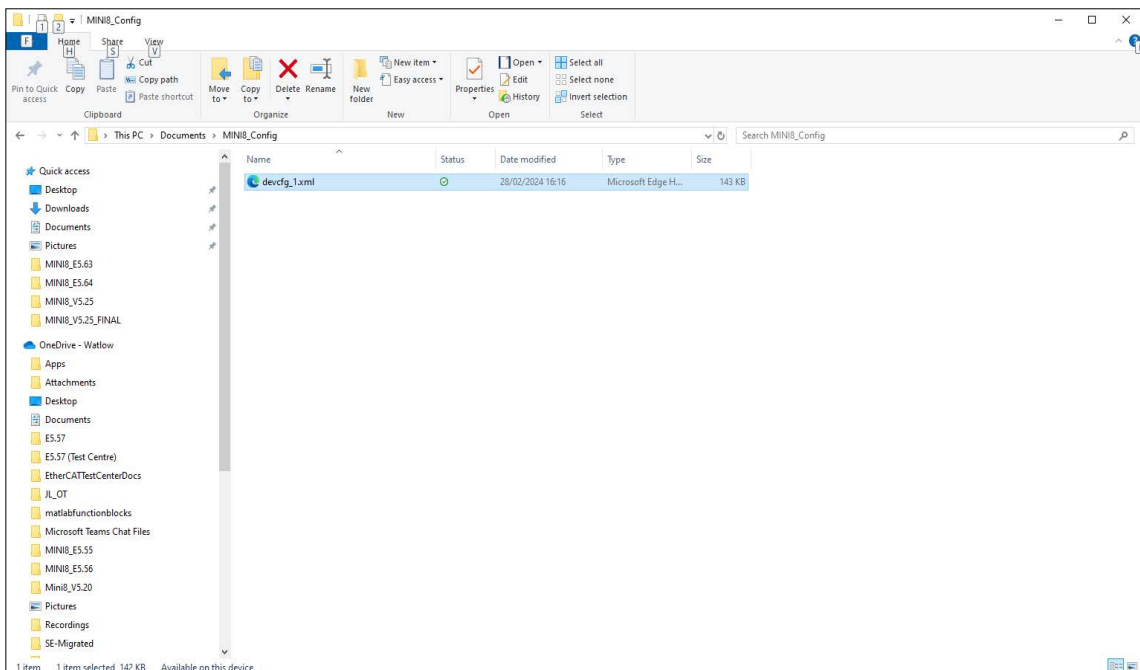 MINI8_Config
1 2
F Home Share View
H S V
Pin to Quick access
Copy
Paste
Cut
Copy path
Paste shortcut
Move to
Copy to
Delete
Rename
New folder
New item
Easy access
Properties
Open
Edit
History
Select all
Select none
Invert selection
Clipboard Organize New Open Select
This PC > Documents > MINI8_Config
Search MINI8_Config
Name Status Date modified Type Size
devcfg_1.xml 28/02/2024 16:16 Microsoft Edge H... 143 KB
Quick access
Desktop
Downloads
Documents
Pictures
MINI8_E5.63
MINI8_E5.64
MINI8_V5.25
MINI8_V5.25_FINAL
OneDrive - Watlow
Apps
Attachments
Desktop
Documents
E5.57
E5.57 (Test Centre)
EtherCATTestCenterDocs
JL_OT
matlabfunctionblocks
Microsoft Teams Chat Files
MINI8_E5.55
MINI8_E5.56
Mini8_V5.20
Pictures
Recordings
SE-Migrated
1 item 1 item selected 142 KB Available on this device